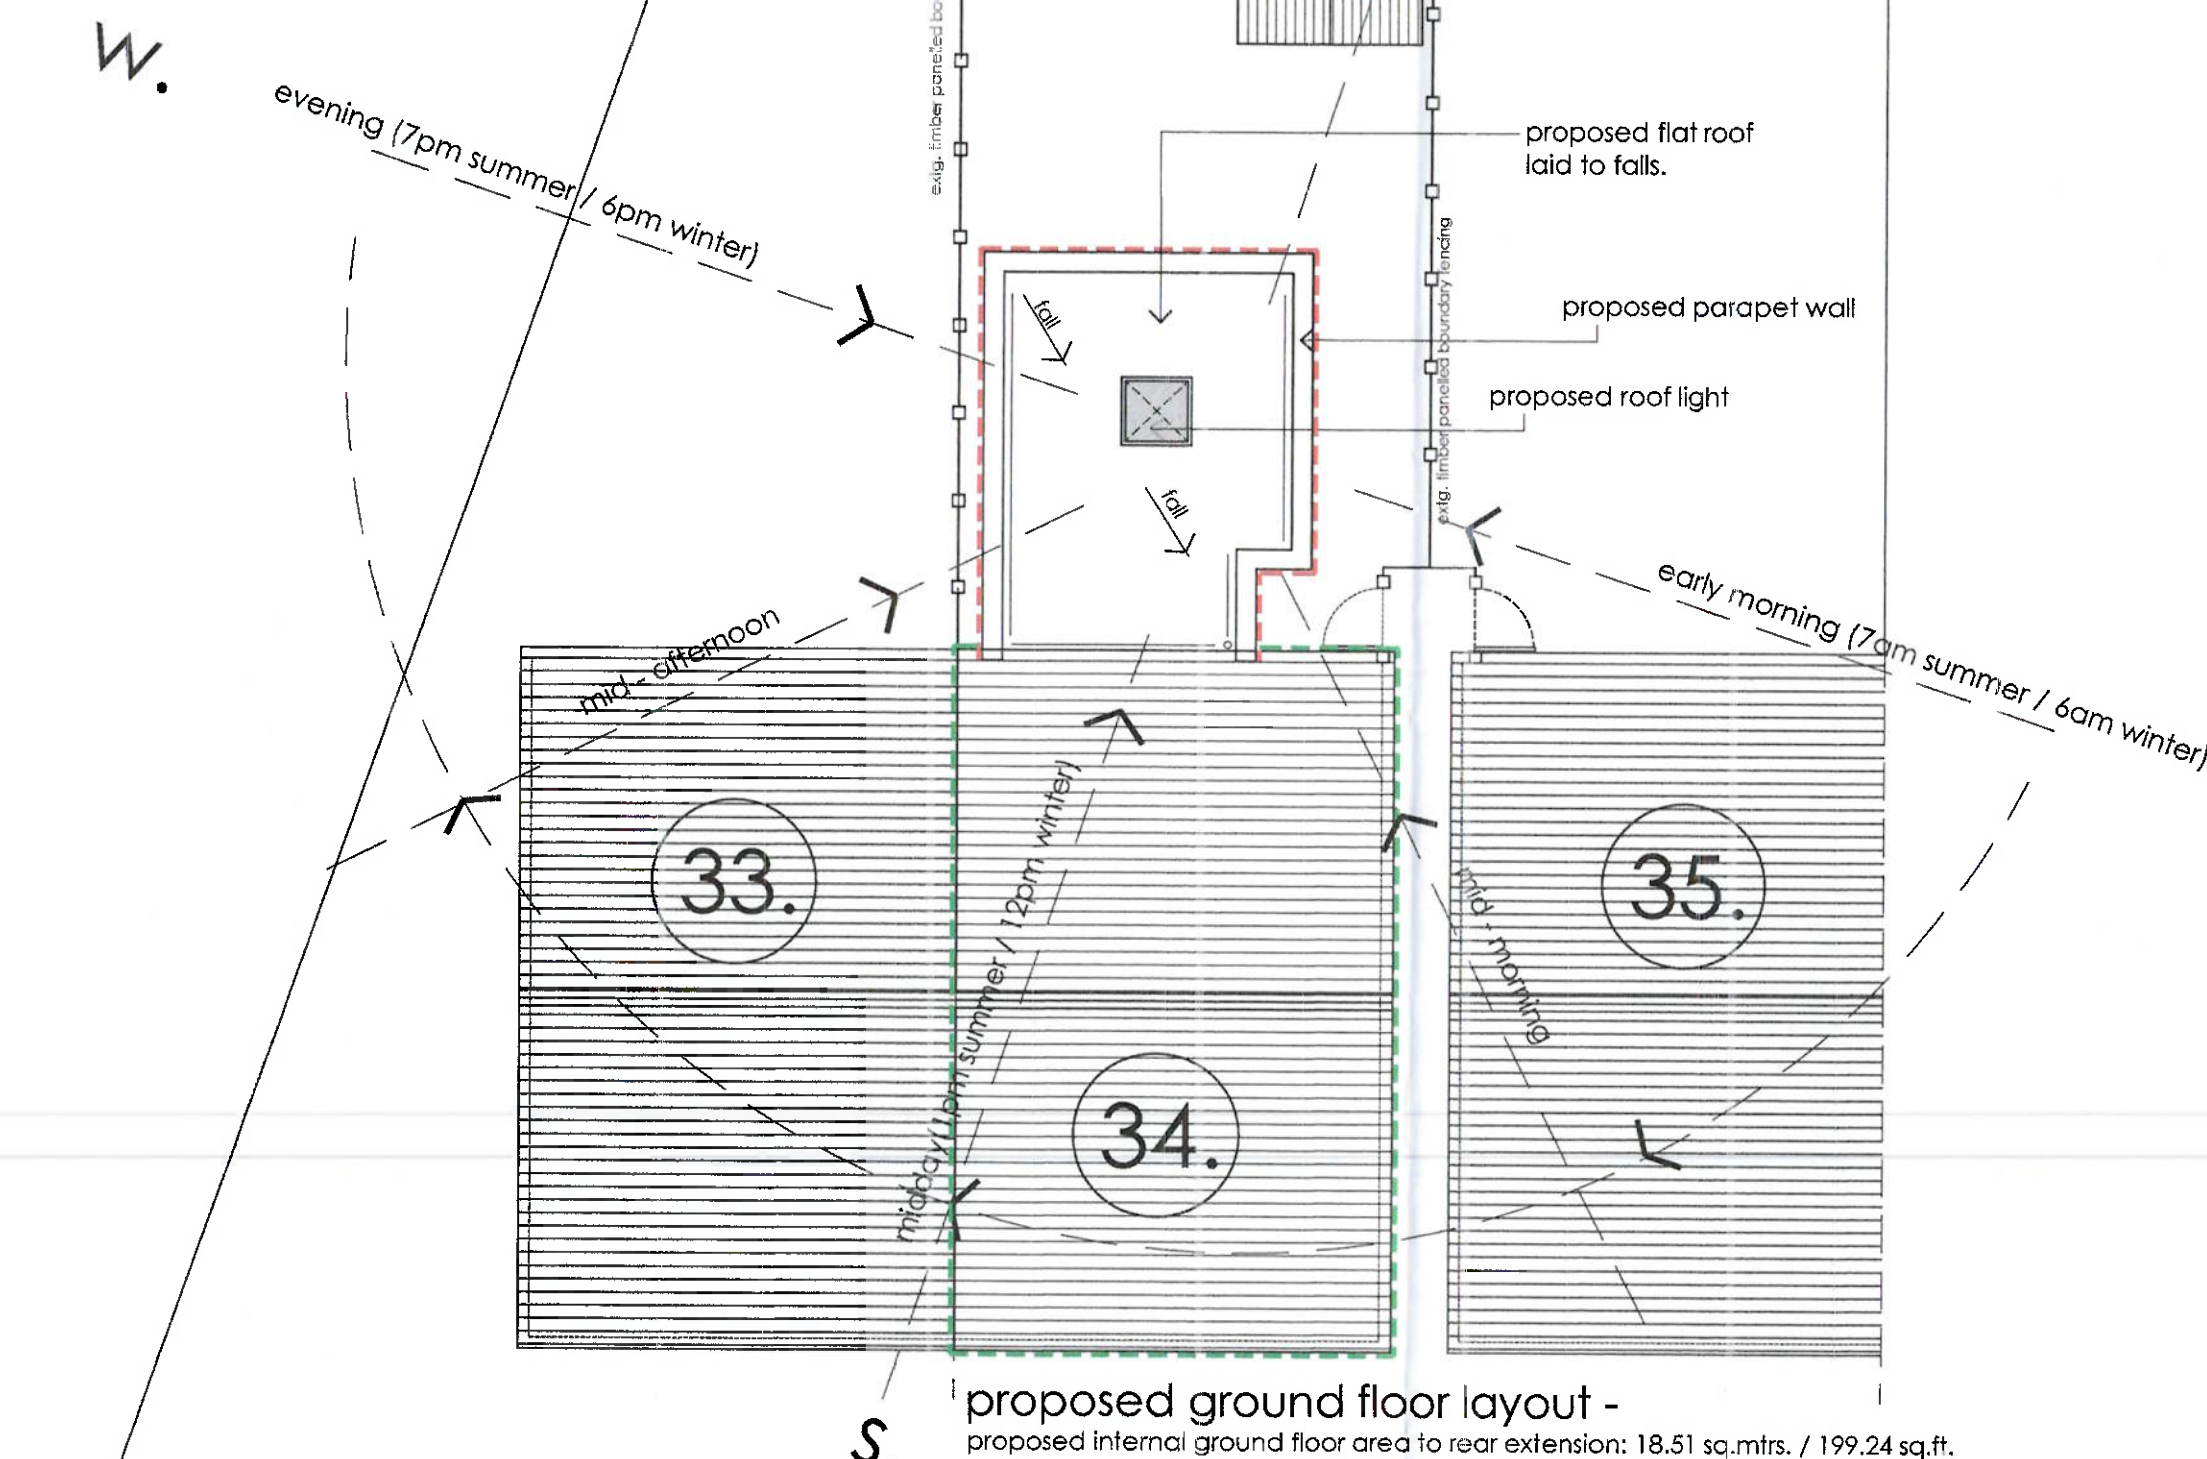 W.
evening (7pm summer / 6pm winter)
extg. timber panelled bo
proposed flat roof
laid to falls.
extg. timber panelled boundary fencing
proposed parapet wall
fall
proposed roof light
fall
early morning (7am summer / 6am winter)
mid - afternoon
33.
midday (1pm summer / 12pm winter)
mid - morning
35.
34.
S
proposed ground floor layout -
proposed internal ground floor area to rear extension: 18.51 sq.mtrs. / 199.24 sq.ft.